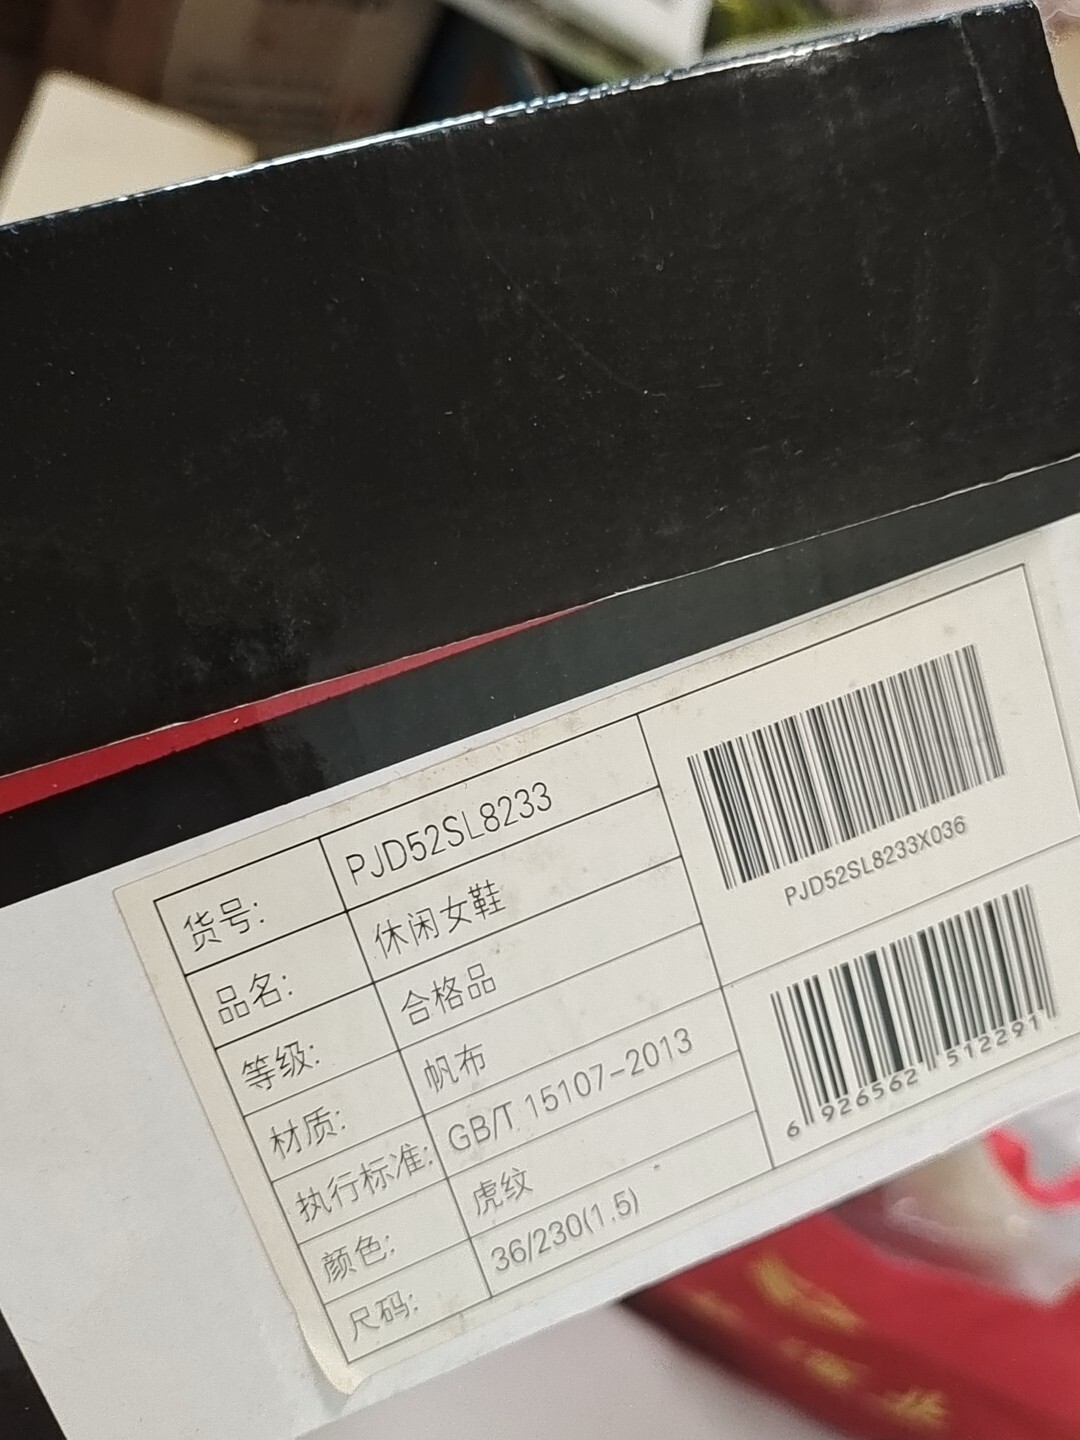 货号: PJD52SL8233
品名: 休闲女鞋
等级: 合格品
材质: 帆布
执行标准: GB/T 15107-2013
颜色: 虎纹
尺码: 36/230(1.5)
PJD52SL8233X036
6 926562 512291